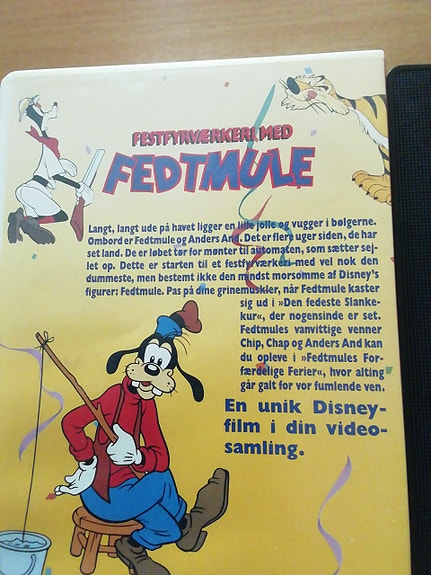 FESTFYRVÆRKERI MED
FEDTMULE
Langt, langt ude på havet ligger en lille jolle og vugger i bølgerne.
Ombord er Fedtmule og Anders And. Det er flere uger siden, de har
set land. De er løbet tør for mønter til automaten, som sætter sej-
let op. Dette er starten til et festfyrværkeri med vel nok den
dummeste, men bestemt ikke den mindst morsomme af Disney's
figurer: Fedtmule. Pas på dine grinemuskler, når Fedtmule kaster
sig ud i »Den fedeste Slanke-
kur«, der nogensinde er set.
Fedtmules vanvittige venner
Chip, Chap og Anders And kan
du opleve i »Fedtmules For-
færdelige Ferier«, hvor alting
går galt for vor fumlende ven.
En unik Disney-
film i din video-
samling.